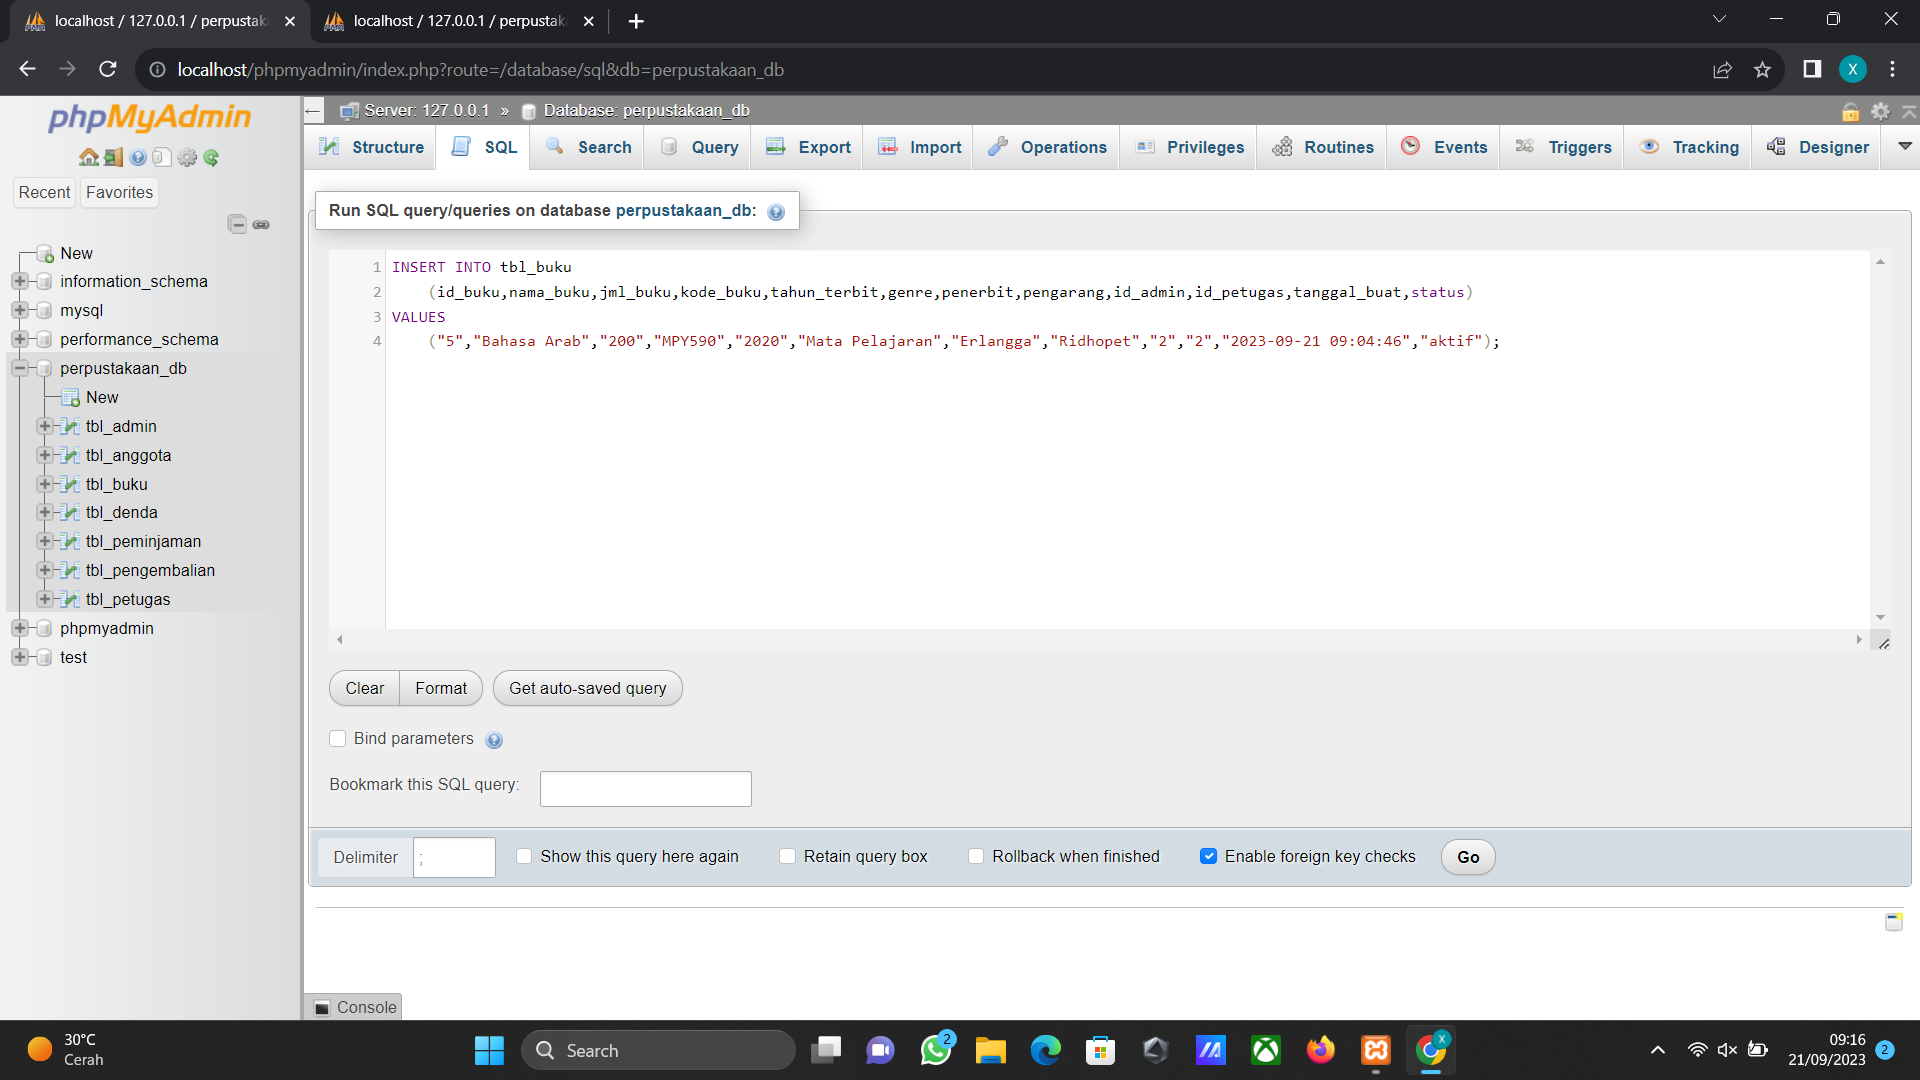 localhost / 127.0.0.1 / perpustak
localhost / 127.0.0.1 / perpustak
localhost/phpmyadmin/index.php?route=/database/sql&db=perpustakaan_db
X
phpMyAdmin
Recent
Favorites
New
information_schema
mysql
performance_schema
perpustakaan_db
New
tbl_admin
tbl_anggota
tbl_buku
tbl_denda
tbl_peminjaman
tbl_pengembalian
tbl_petugas
phpmyadmin
test
Server: 127.0.0.1 » Database: perpustakaan_db
Structure SQL Search Query Export Import Operations Privileges Routines Events Triggers Tracking Designer
Run SQL query/queries on database perpustakaan_db:
1 INSERT INTO tbl_buku
2 (id_buku,nama_buku,jml_buku,kode_buku,tahun_terbit,genre,penerbit,pengarang,id_admin,id_petugas,tanggal_buat,status)
3 VALUES
4 ("5","Bahasa Arab","200","MPY590","2020","Mata Pelajaran","Erlangga","Ridhopet","2","2","2023-09-21 09:04:46","aktif");
Clear Format Get auto-saved query
Bind parameters
Bookmark this SQL query:
Delimiter ; Show this query here again Retain query box Rollback when finished Enable foreign key checks Go
Console
30°C
Cerah
Search
2
X
09:16
21/09/2023
2